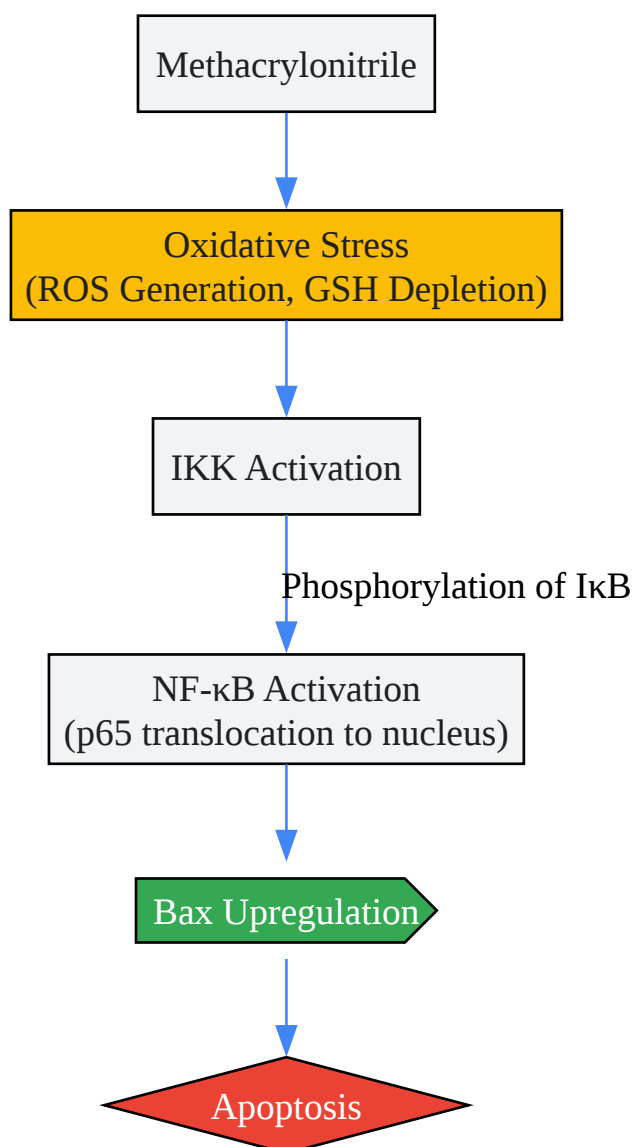 Methacrylonitrile
Oxidative Stress
(ROS Generation, GSH Depletion)
IKK Activation
Phosphorylation of IκB
NF-κB Activation
(p65 translocation to nucleus)
Bax Upregulation
Apoptosis